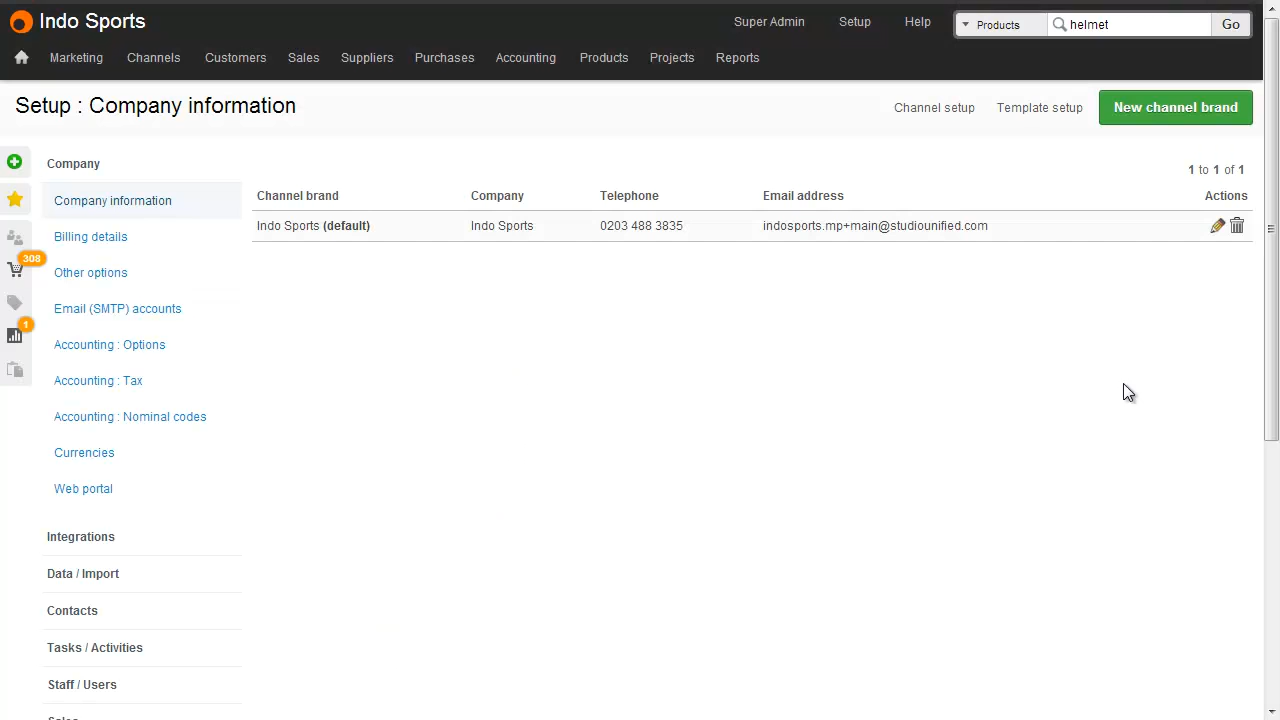 Indo Sports
Super Admin Setup Help Products helmet Go
Marketing Channels Customers Sales Suppliers Purchases Accounting Products Projects Reports
Setup : Company information
Channel setup Template setup New channel brand
Company
1 to 1 of 1
Channel brand Company Telephone Email address Actions
Company information
Indo Sports (default) Indo Sports 0203 488 3835 indosports.mp+main@studiounified.com
Billing details
308
Other options
Email (SMTP) accounts
1
Accounting : Options
Accounting : Tax
Accounting : Nominal codes
Currencies
Web portal
Integrations
Data / Import
Contacts
Tasks / Activities
Staff / Users
Sales